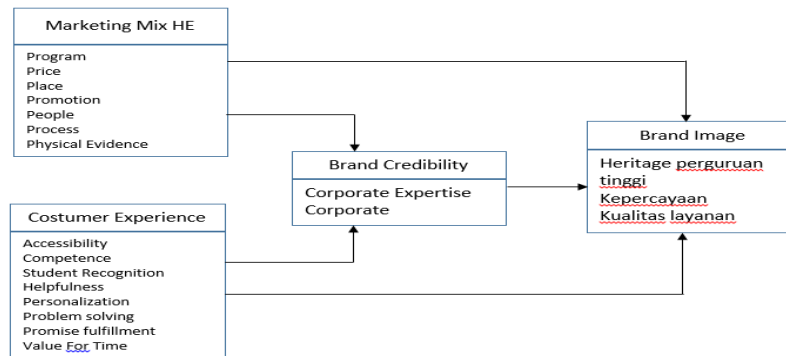 Marketing Mix HE
Program
Price
Place
Promotion
People
Process
Physical Evidence
Brand Credibility
Corporate Expertise
Corporate
Brand Image
Heritage perguruan
tinggi
Kepercayaan
Kualitas layanan
Costumer Experience
Accessibility
Competence
Student Recognition
Helpfulness
Personalization
Problem solving
Promise fulfillment
Value For Time